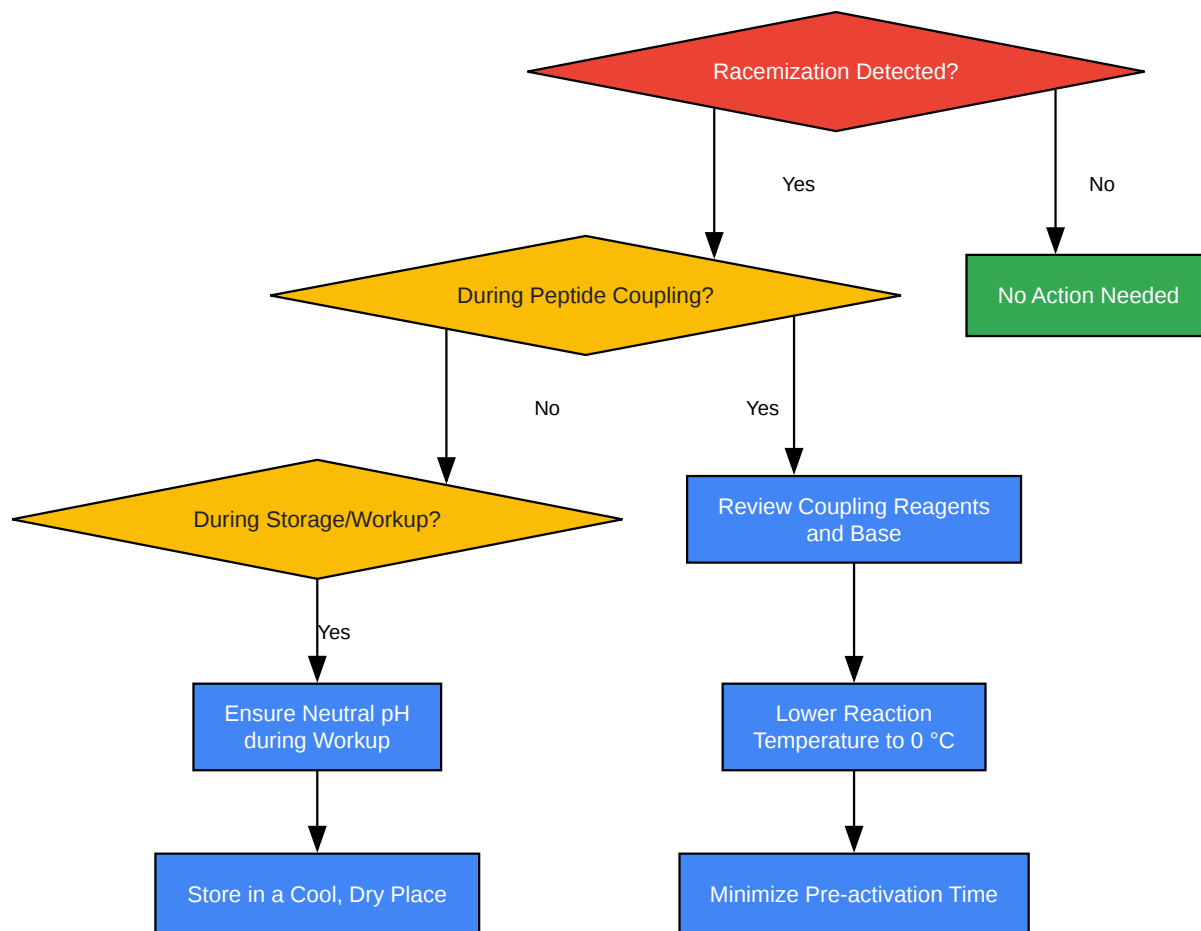 Racemization Detected?
Yes
No
During Peptide Coupling?
No Action Needed
No
Yes
During Storage/Workup?
Review Coupling Reagents
and Base
Yes
Ensure Neutral pH
during Workup
Lower Reaction
Temperature to 0 °C
Store in a Cool, Dry Place
Minimize Pre-activation Time